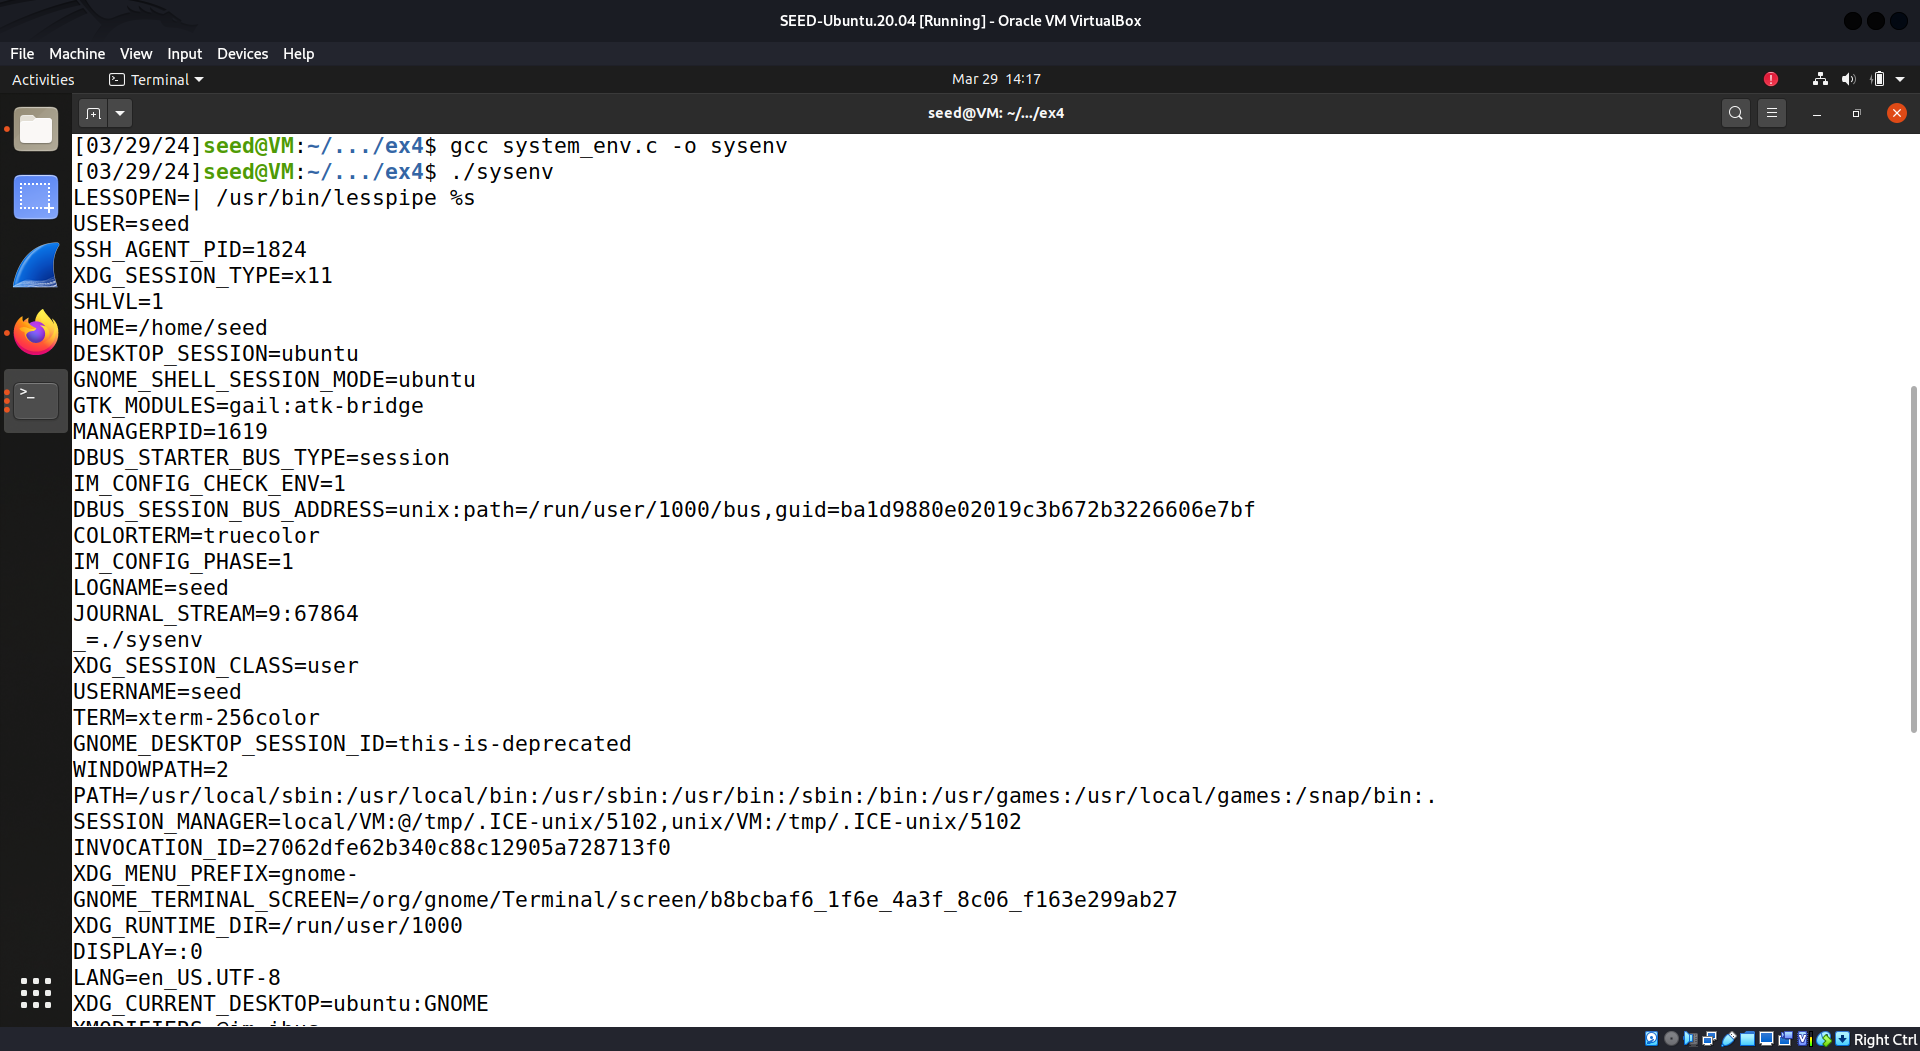 SEED-Ubuntu.20.04 [Running] - Oracle VM VirtualBox
File Machine View Input Devices Help
Activities Terminal Mar 29 14:17
seed@VM: ~/.../ex4
[03/29/24]seed@VM:~/.../ex4$ gcc system_env.c -o sysenv
[03/29/24]seed@VM:~/.../ex4$ ./sysenv
LESSOPEN=| /usr/bin/lesspipe %s
USER=seed
SSH_AGENT_PID=1824
XDG_SESSION_TYPE=x11
SHLVL=1
HOME=/home/seed
DESKTOP_SESSION=ubuntu
GNOME_SHELL_SESSION_MODE=ubuntu
GTK_MODULES=gail:atk-bridge
MANAGERPID=1619
DBUS_STARTER_BUS_TYPE=session
IM_CONFIG_CHECK_ENV=1
DBUS_SESSION_BUS_ADDRESS=unix:path=/run/user/1000/bus,guid=ba1d9880e02019c3b672b3226606e7bf
COLORTERM=truecolor
IM_CONFIG_PHASE=1
LOGNAME=seed
JOURNAL_STREAM=9:67864
_=./sysenv
XDG_SESSION_CLASS=user
USERNAME=seed
TERM=xterm-256color
GNOME_DESKTOP_SESSION_ID=this-is-deprecated
WINDOWPATH=2
PATH=/usr/local/sbin:/usr/local/bin:/usr/sbin:/usr/bin:/sbin:/bin:/usr/games:/usr/local/games:/snap/bin:.
SESSION_MANAGER=local/VM:@/tmp/.ICE-unix/5102,unix/VM:/tmp/.ICE-unix/5102
INVOCATION_ID=27062dfe62b340c88c12905a728713f0
XDG_MENU_PREFIX=gnome-
GNOME_TERMINAL_SCREEN=/org/gnome/Terminal/screen/b8bcbaf6_1f6e_4a3f_8c06_f163e299ab27
XDG_RUNTIME_DIR=/run/user/1000
DISPLAY=:0
LANG=en_US.UTF-8
XDG_CURRENT_DESKTOP=ubuntu:GNOME
Right Ctrl